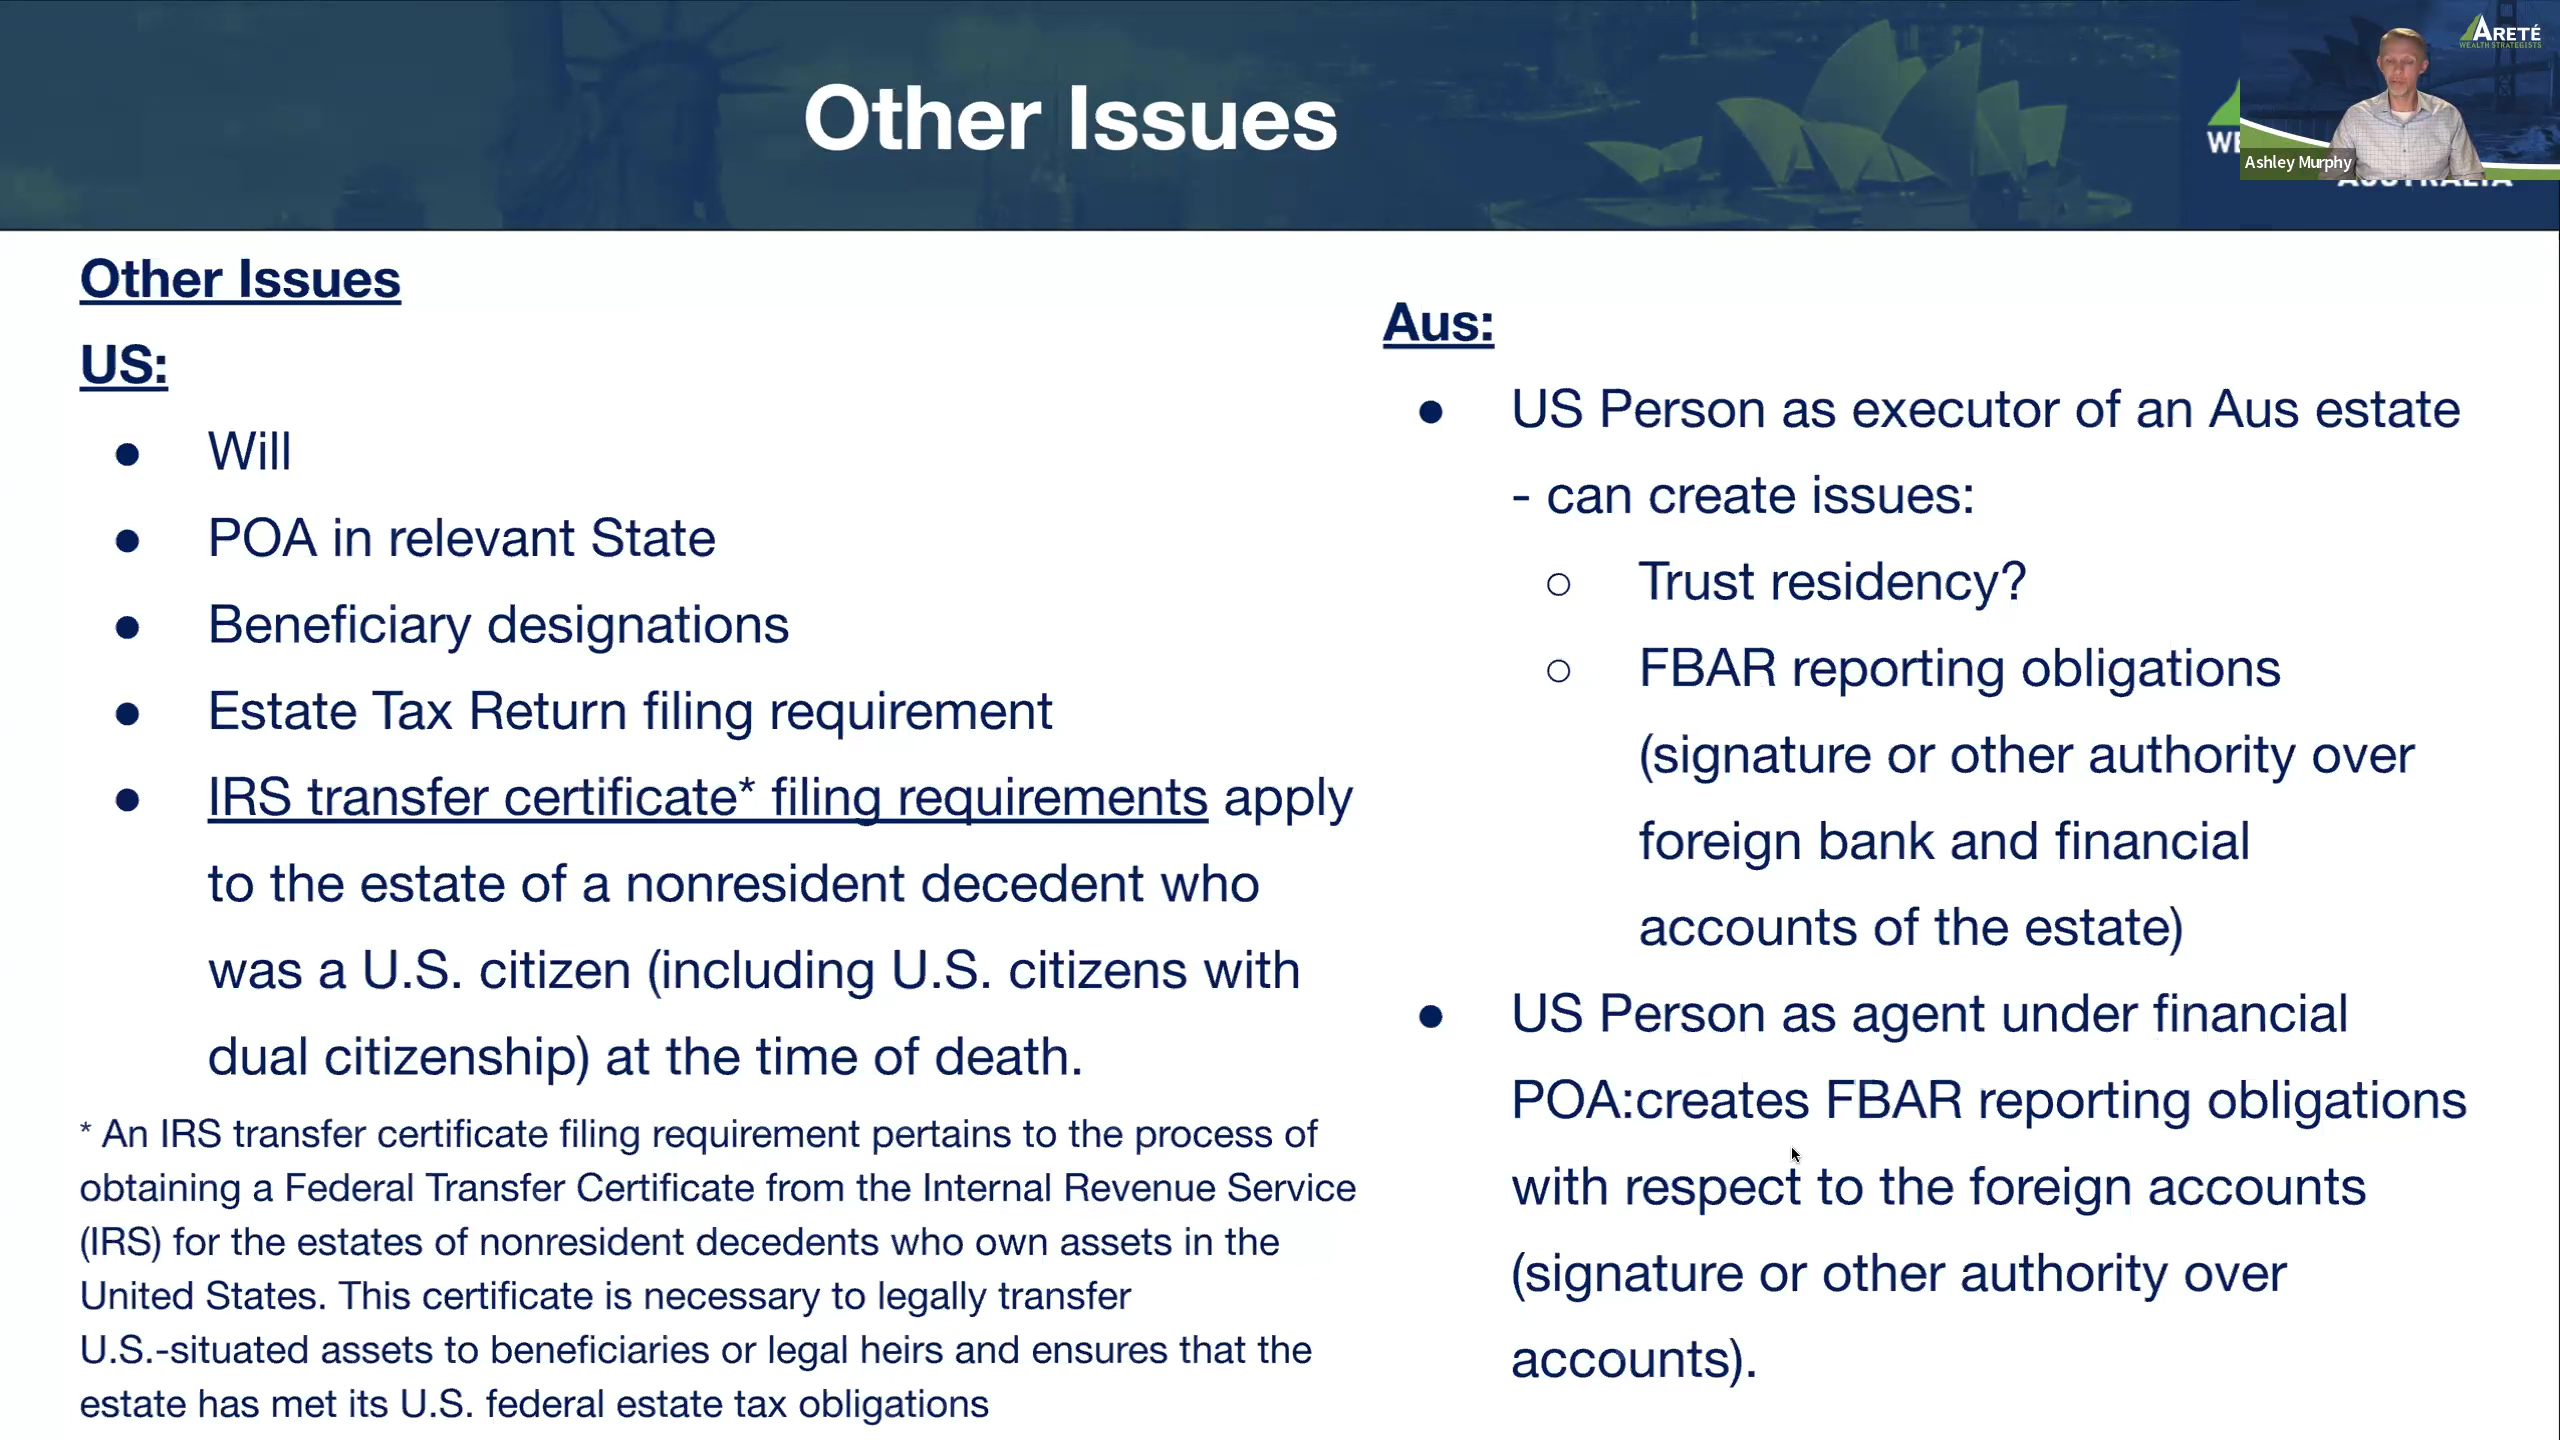 Other Issues
ARETÉ
WEALTH STRATEGISTS
WE
Ashley Murphy
AUSTRALIA
Other Issues
US:
● Will
● POA in relevant State
● Beneficiary designations
● Estate Tax Return filing requirement
● IRS transfer certificate* filing requirements apply
to the estate of a nonresident decedent who
was a U.S. citizen (including U.S. citizens with
dual citizenship) at the time of death.
* An IRS transfer certificate filing requirement pertains to the process of
obtaining a Federal Transfer Certificate from the Internal Revenue Service
(IRS) for the estates of nonresident decedents who own assets in the
United States. This certificate is necessary to legally transfer
U.S.-situated assets to beneficiaries or legal heirs and ensures that the
estate has met its U.S. federal estate tax obligations
Aus:
● US Person as executor of an Aus estate
- can create issues:
○ Trust residency?
○ FBAR reporting obligations
(signature or other authority over
foreign bank and financial
accounts of the estate)
● US Person as agent under financial
POA:creates FBAR reporting obligations
with respect to the foreign accounts
(signature or other authority over
accounts).